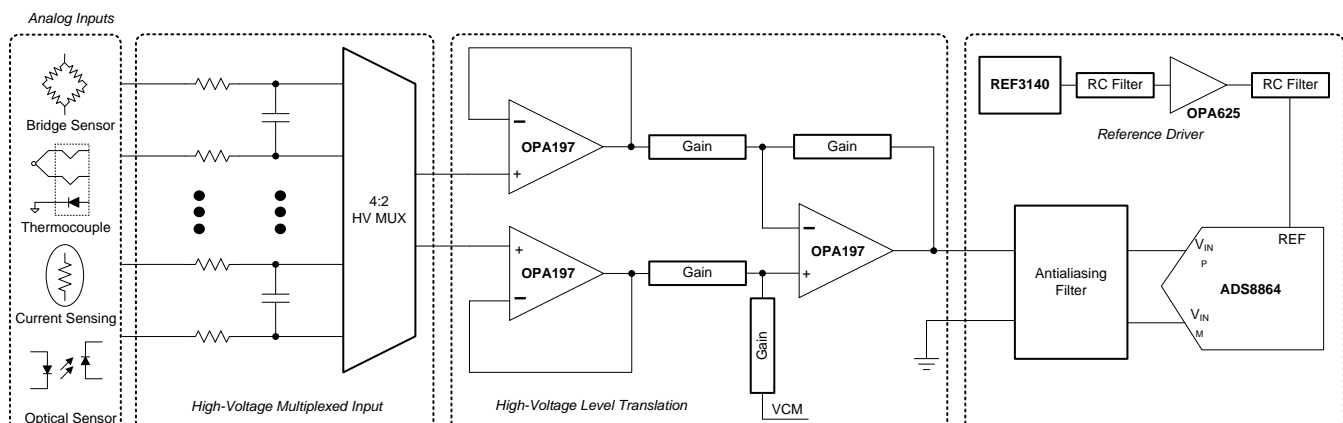 Analog Inputs
Bridge Sensor
Thermocouple
Current Sensing
Optical Sensor
4:2
HV MUX
High-Voltage Multiplexed Input
OPA197
OPA197
Gain
Gain
Gain
Gain
OPA197
VCM
High-Voltage Level Translation
REF3140
RC Filter
OPA625
RC Filter
Reference Driver
Antialiasing
Filter
VIN
P
VIN
M
REF
ADS8864